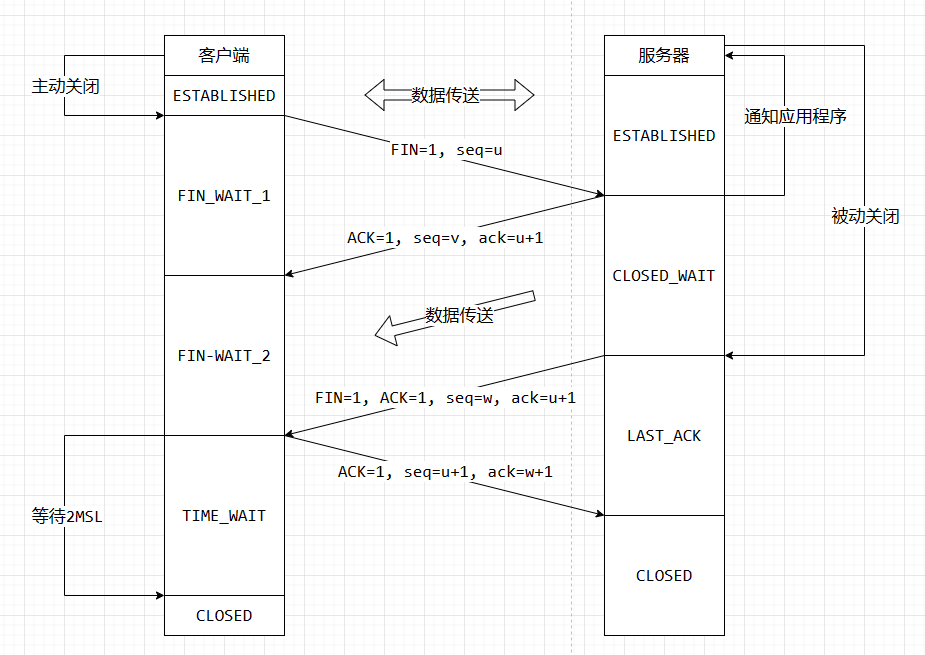 客户端
服务器
主动关闭
ESTABLISHED
数据传送
通知应用程序
ESTABLISHED
FIN=1, seq=u
FIN_WAIT_1
被动关闭
ACK=1, seq=v, ack=u+1
CLOSED_WAIT
数据传送
FIN-WAIT_2
FIN=1, ACK=1, seq=w, ack=u+1
LAST_ACK
ACK=1, seq=u+1, ack=w+1
等待2MSL
TIME_WAIT
CLOSED
CLOSED